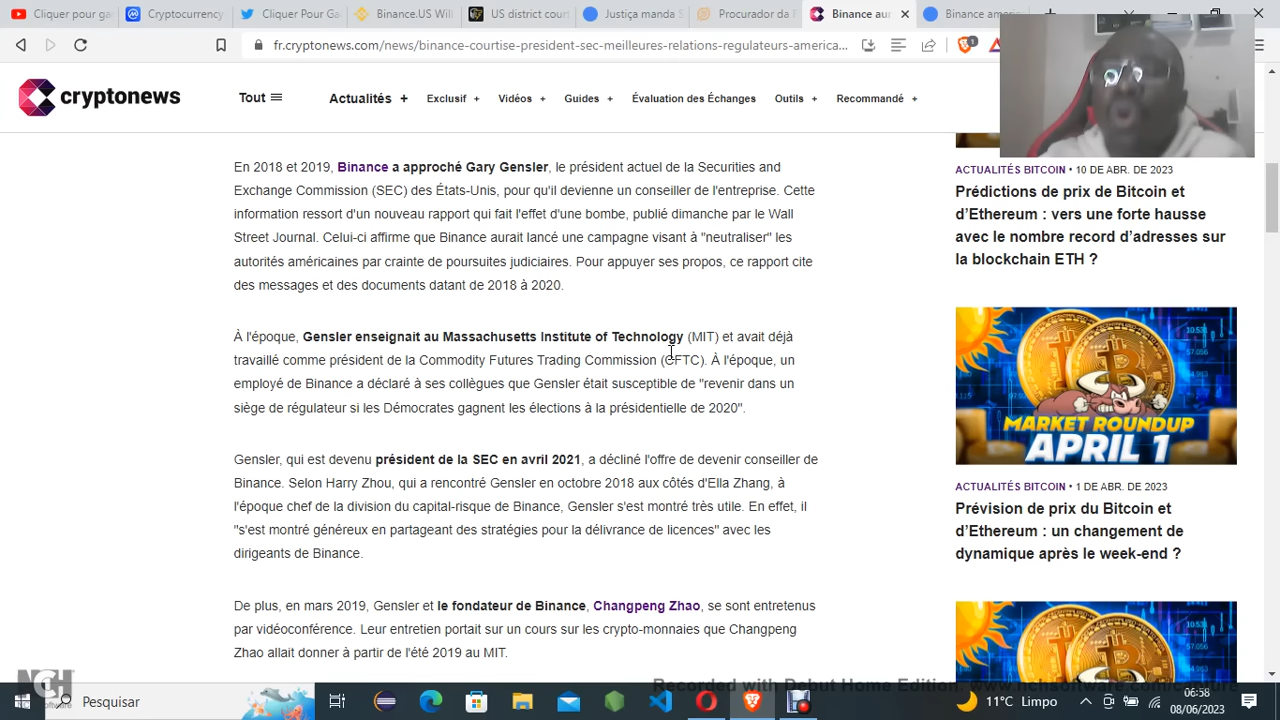 Cliquer pour ga
Cryptocurrency
Cliquer Pour Ga
Binance.US Wil
US district cour
Justiça manda S
Procurador da F
Binance au
Binance ame
r.cryptonews.com/news/binance-courtise-president-sec-meilleures-relations-regulateurs-america...
1
cryptonews
Tout
Actualités +
Exclusif +
Vidéos +
Guides +
Évaluation des Échanges
Outils +
Recommandé +
En 2018 et 2019, Binance a approché Gary Gensler, le président actuel de la Securities and
Exchange Commission (SEC) des États-Unis, pour qu'il devienne un conseiller de l'entreprise. Cette
information ressort d'un nouveau rapport qui fait l'effet d'une bombe, publié dimanche par le Wall
Street Journal. Celui-ci affirme que Binance aurait lancé une campagne visant à "neutraliser" les
autorités américaines par crainte de poursuites judiciaires. Pour appuyer ses propos, ce rapport cite
des messages et des documents datant de 2018 à 2020.
À l'époque, Gensler enseignait au Massachusetts Institute of Technology (MIT) et avait déjà
travaillé comme président de la Commodity Futures Trading Commission (CFTC). À l'époque, un
employé de Binance a déclaré à ses collègues que Gensler était susceptible de "revenir dans un
siège de régulateur si les Démocrates gagnent les élections à la présidentielle de 2020".
Gensler, qui est devenu président de la SEC en avril 2021, a décliné l'offre de devenir conseiller de
Binance. Selon Harry Zhou, qui a rencontré Gensler en octobre 2018 aux côtés d'Ella Zhang, à
l'époque chef de la division du capital-risque de Binance, Gensler s'est montré très utile. En effet, il
"s'est montré généreux en partageant des stratégies pour la délivrance de licences" avec les
dirigeants de Binance.
De plus, en mars 2019, Gensler et le fondateur de Binance, Changpeng Zhao, se sont entretenus
par vidéoconférence. Leur entretien portait sur un cours sur les crypto-monnaies que Changpeng
Zhao allait donner à partir de l'été 2019 au MIT.
ACTUALITÉS BITCOIN • 10 DE ABR. DE 2023
Prédictions de prix de Bitcoin et
d'Ethereum : vers une forte hausse
avec le nombre record d'adresses sur
la blockchain ETH ?
MARKET ROUNDUP
APRIL 1
ACTUALITÉS BITCOIN • 1 DE ABR. DE 2023
Prévision de prix du Bitcoin et
d'Ethereum : un changement de
dynamique après le week-end ?
NCH
Recorded with Debut Home Edition. www.nchsoftware.com/capture
Pesquisar
11°C Limpo
06:58
08/06/2023